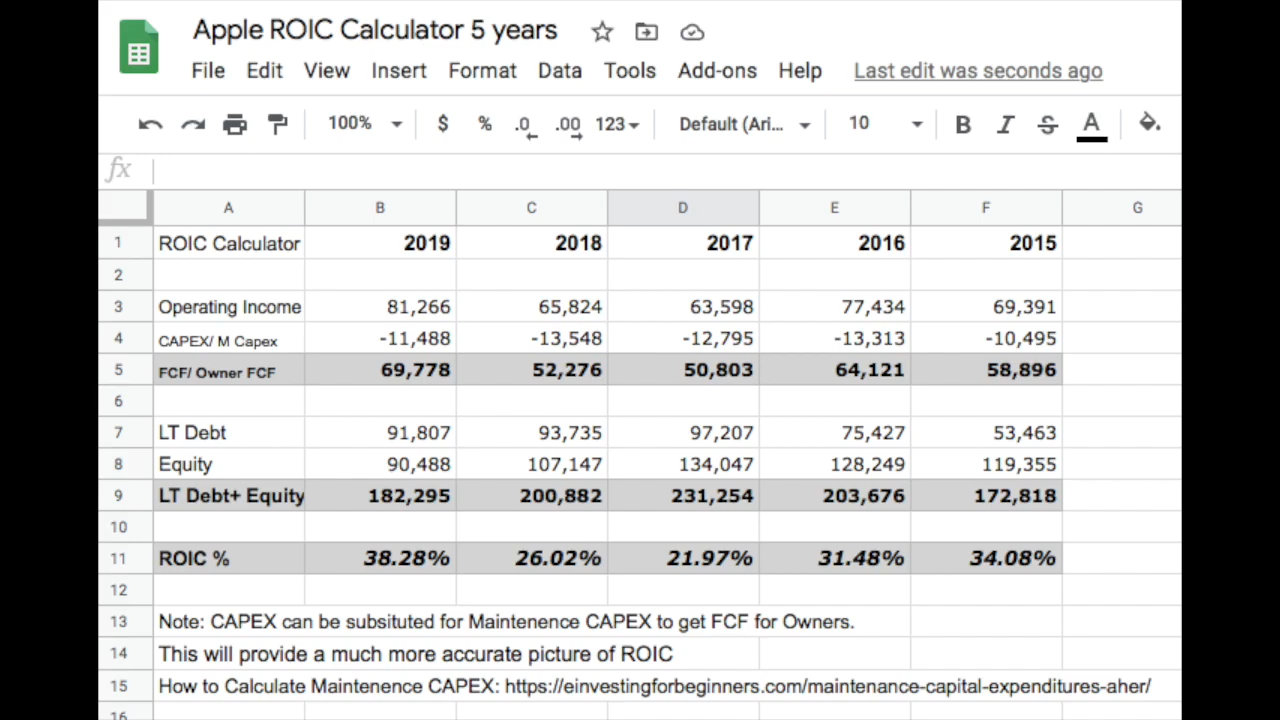 Apple ROIC Calculator 5 years
File Edit View Insert Format Data Tools Add-ons Help Last edit was seconds ago
100% $ % .0 .00 123 Default (Ari... 10 B I S A
fx
A B C D E F G
1 ROIC Calculator 2019 2018 2017 2016 2015
2
3 Operating Income 81,266 65,824 63,598 77,434 69,391
4 CAPEX/ M Capex -11,488 -13,548 -12,795 -13,313 -10,495
5 FCF/ Owner FCF 69,778 52,276 50,803 64,121 58,896
6
7 LT Debt 91,807 93,735 97,207 75,427 53,463
8 Equity 90,488 107,147 134,047 128,249 119,355
9 LT Debt+ Equity 182,295 200,882 231,254 203,676 172,818
10
11 ROIC % 38.28% 26.02% 21.97% 31.48% 34.08%
12
13 Note: CAPEX can be subsituted for Maintenence CAPEX to get FCF for Owners.
14 This will provide a much more accurate picture of ROIC
15 How to Calculate Maintenence CAPEX: https://einvestingforbeginners.com/maintenance-capital-expenditures-aher/
16